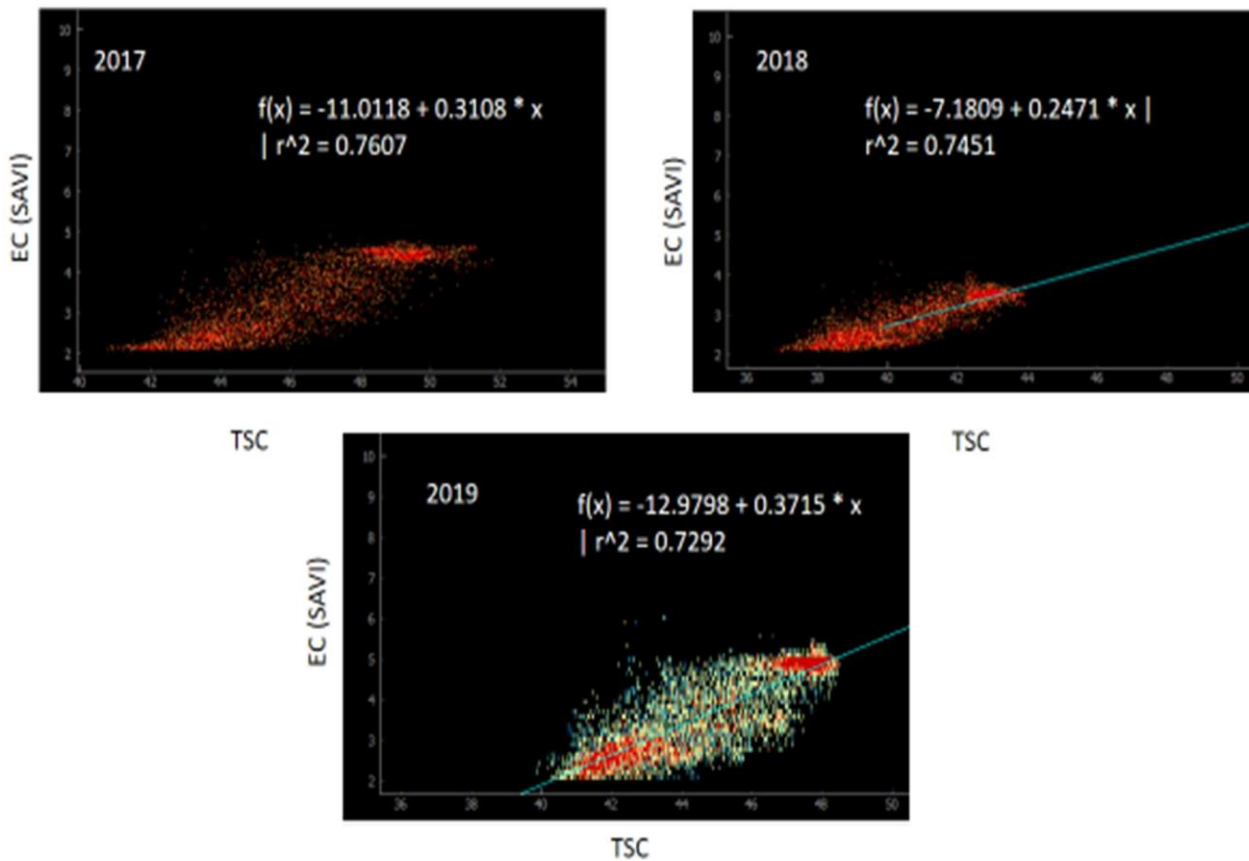 2017
f(x) = -11.0118 + 0.3108 * x
| r^2 = 0.7607
EC (SAVI)
10
9
8
7
6
5
4
3
2
40 42 44 46 48 50 52 54
TSC
2018
f(x) = -7.1809 + 0.2471 * x |
r^2 = 0.7451
EC (SAVI)
10
9
8
7
6
5
4
3
2
36 38 40 42 44 46 48 50
TSC
2019
f(x) = -12.9798 + 0.3715 * x
| r^2 = 0.7292
EC (SAVI)
10
9
8
7
6
5
4
3
2
36 38 40 42 44 46 48 50
TSC